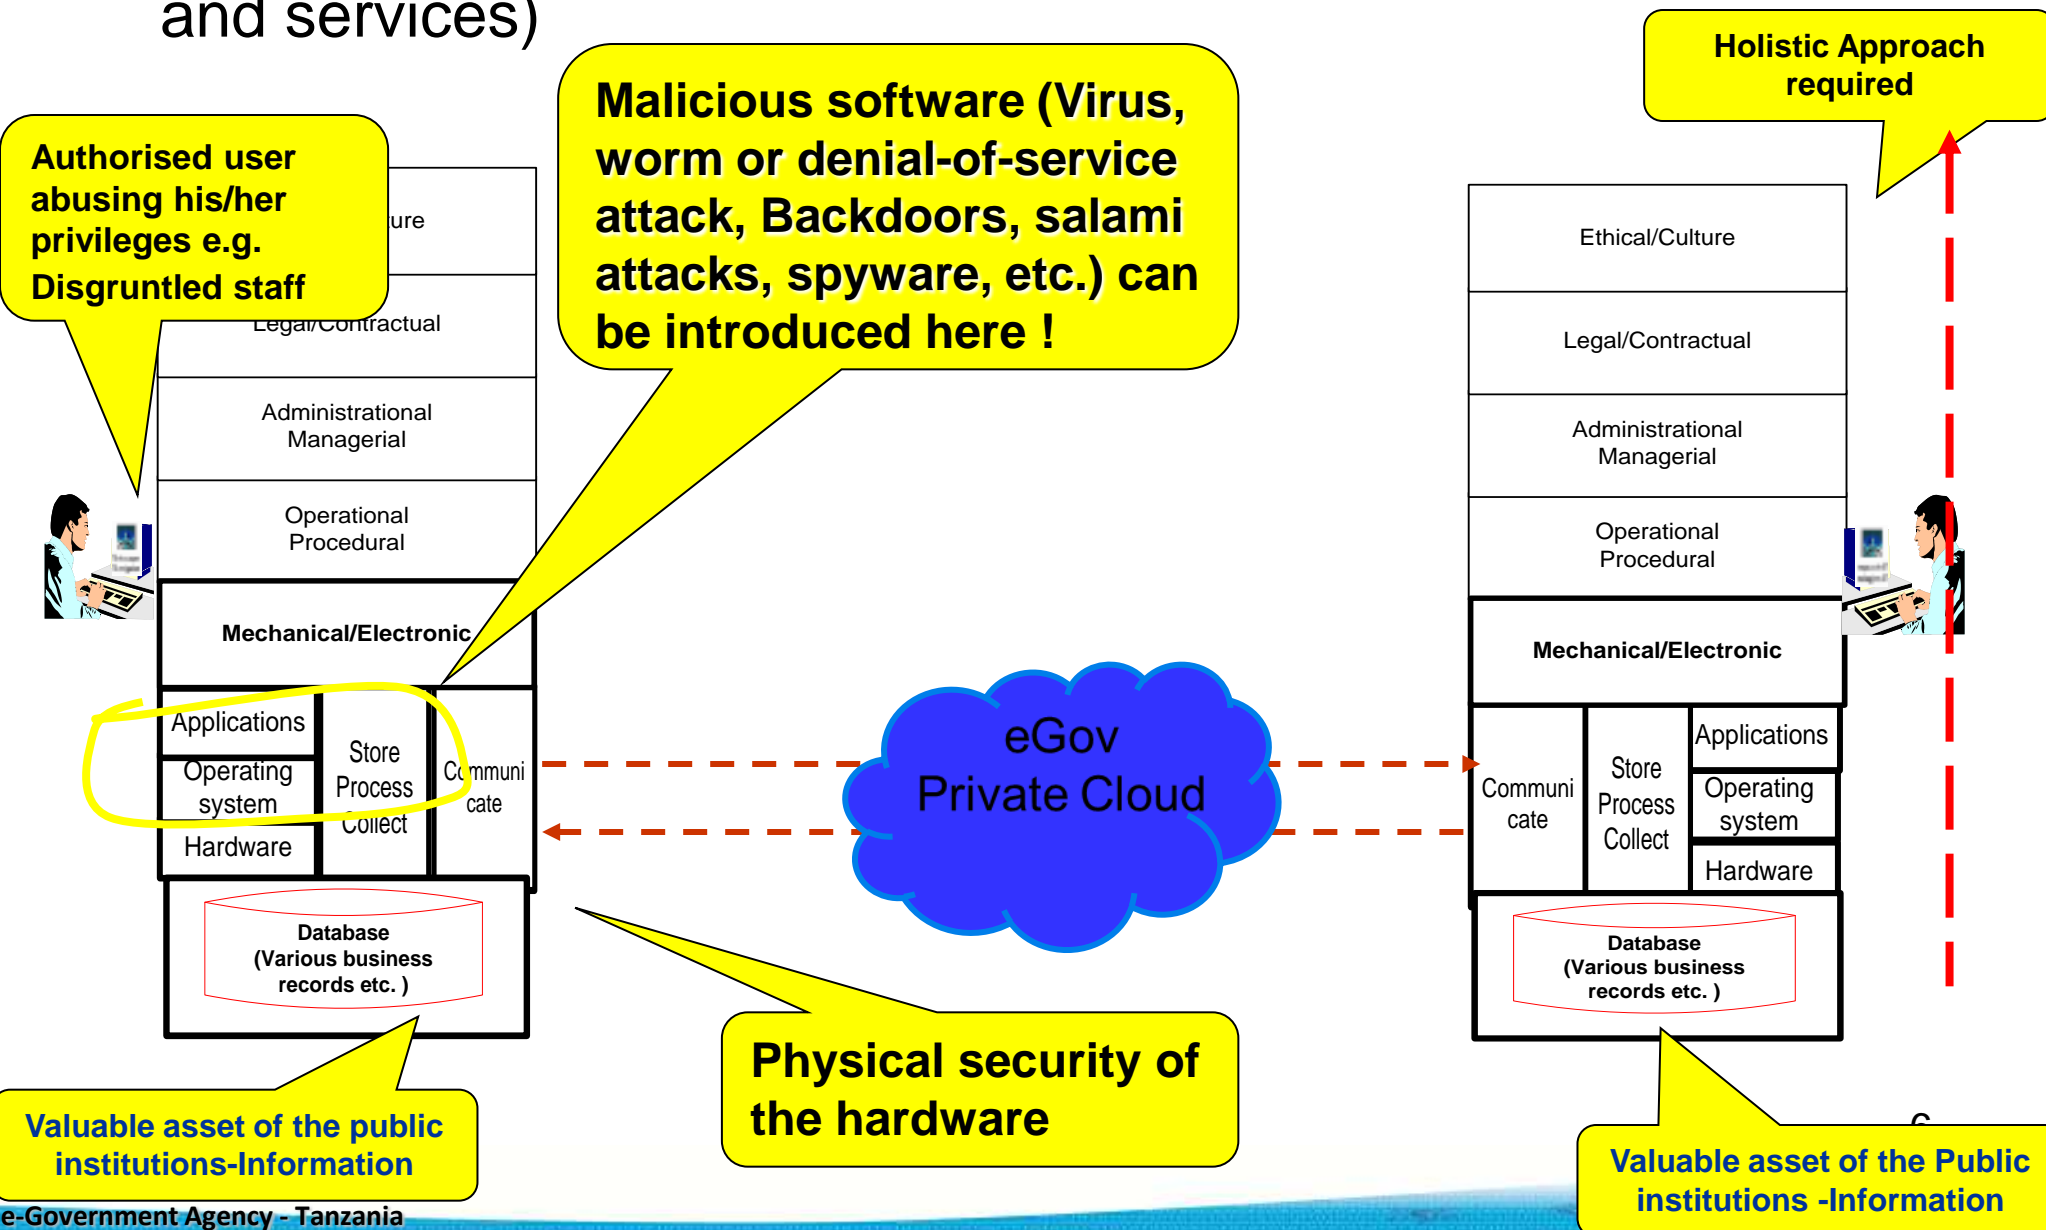 and services)
Holistic Approach
required
Malicious software (Virus,
worm or denial-of-service
attack, Backdoors, salami
attacks, spyware, etc.) can
be introduced here !
Authorised user
abusing his/her
privileges e.g.
Disgruntled staff
ture
Legal/Contractual
Administrational
Managerial
Operational
Procedural
Mechanical/Electronic
Applications
Operating
system
Hardware
Store
Process
Collect
Communi
cate
Database
(Various business
records etc. )
eGov
Private Cloud
Ethical/Culture
Legal/Contractual
Administrational
Managerial
Operational
Procedural
Mechanical/Electronic
Communi
cate
Store
Process
Collect
Applications
Operating
system
Hardware
Database
(Various business
records etc. )
Physical security of
the hardware
Valuable asset of the public
institutions-Information
Valuable asset of the Public
institutions -Information
e-Government Agency - Tanzania